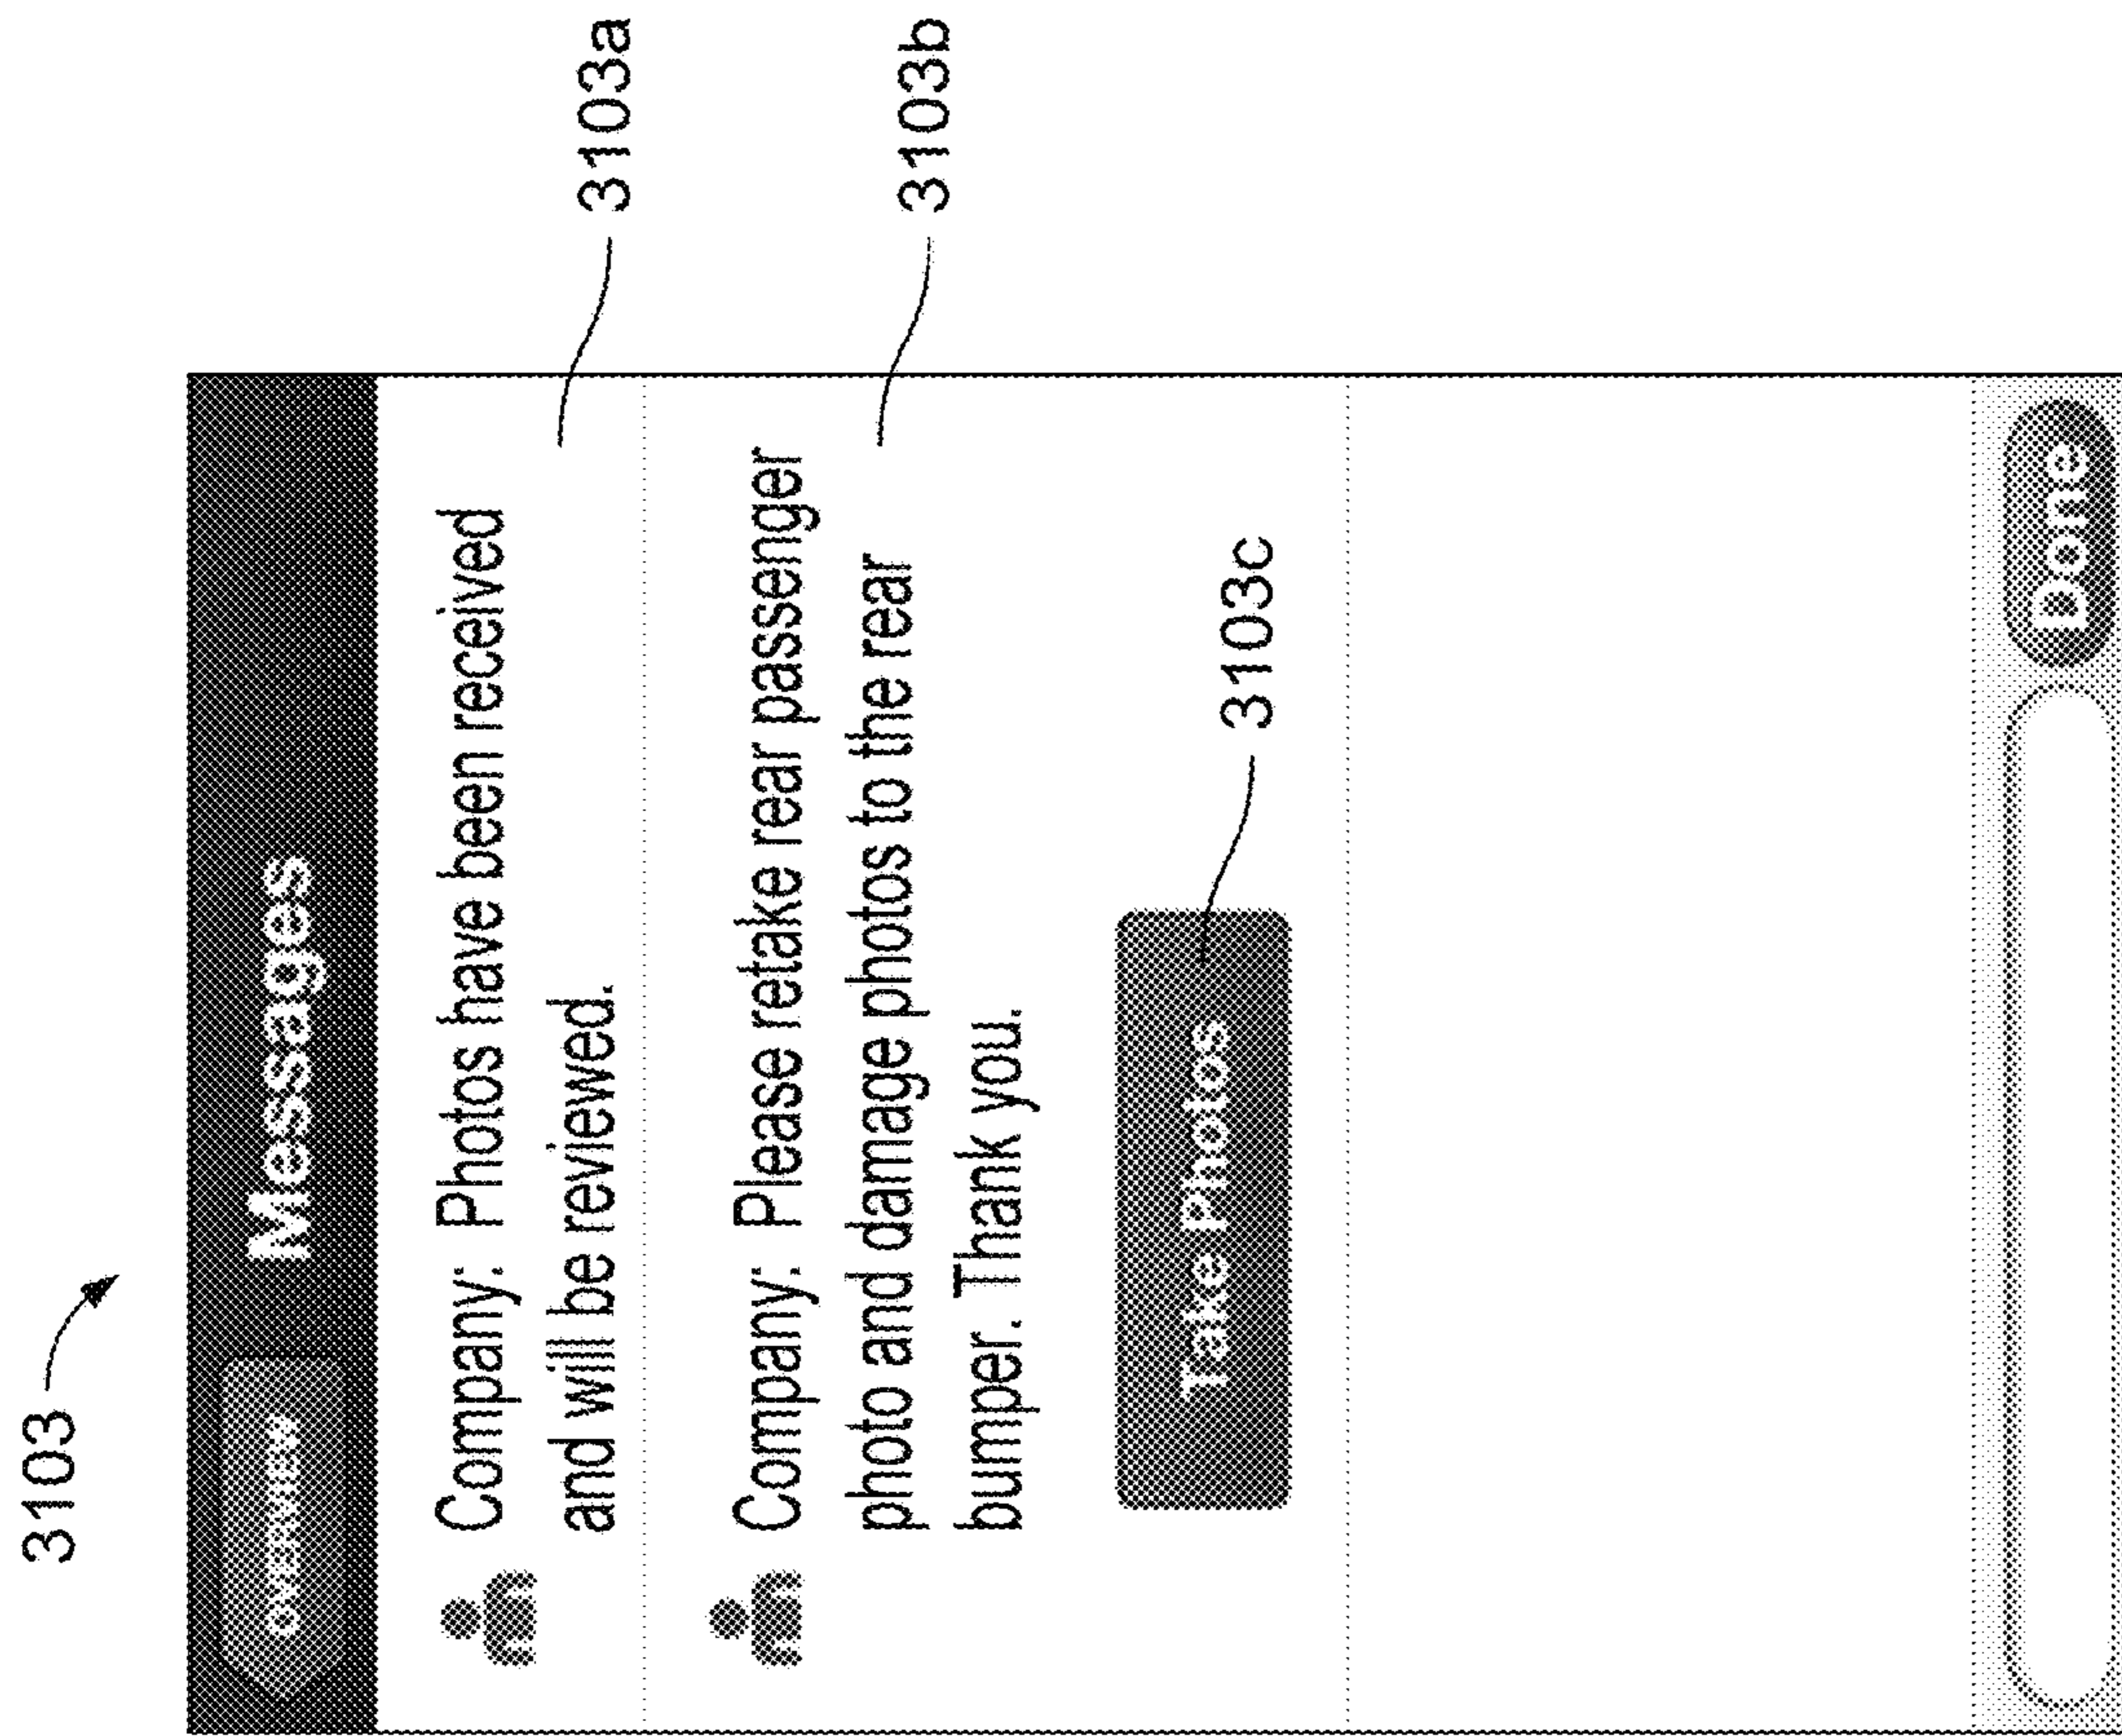 3103
OVERVIEW
Messages
Company: Photos have been received
and will be reviewed.
3103a
Company: Please retake rear passenger
photo and damage photos to the rear
bumper. Thank you.
3103b
Take Photos
3103c
Done